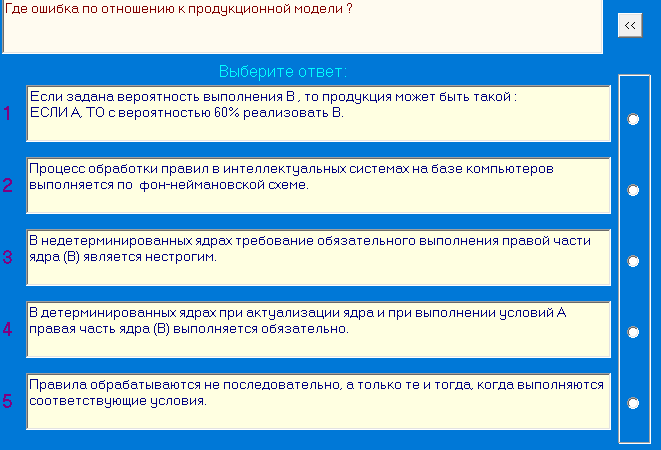 Где ошибка по отношению к продукционной модели ?
<<
Выберите ответ:
1
Если задана вероятность выполнения В , то продукция может быть такой :
ЕСЛИ А, ТО с вероятностью 60% реализовать В.
2
Процесс обработки правил в интеллектуальных системах на базе компьютеров
выполняется по фон-неймановской схеме.
3
В недетерминированных ядрах требование обязательного выполнения правой части
ядра (В) является нестрогим.
4
В детерминированных ядрах при актуализации ядра и при выполнении условий А
правая часть ядра (В) выполняется обязательно.
5
Правила обрабатываются не последовательно, а только те и тогда, когда выполняются
соответствующие условия.